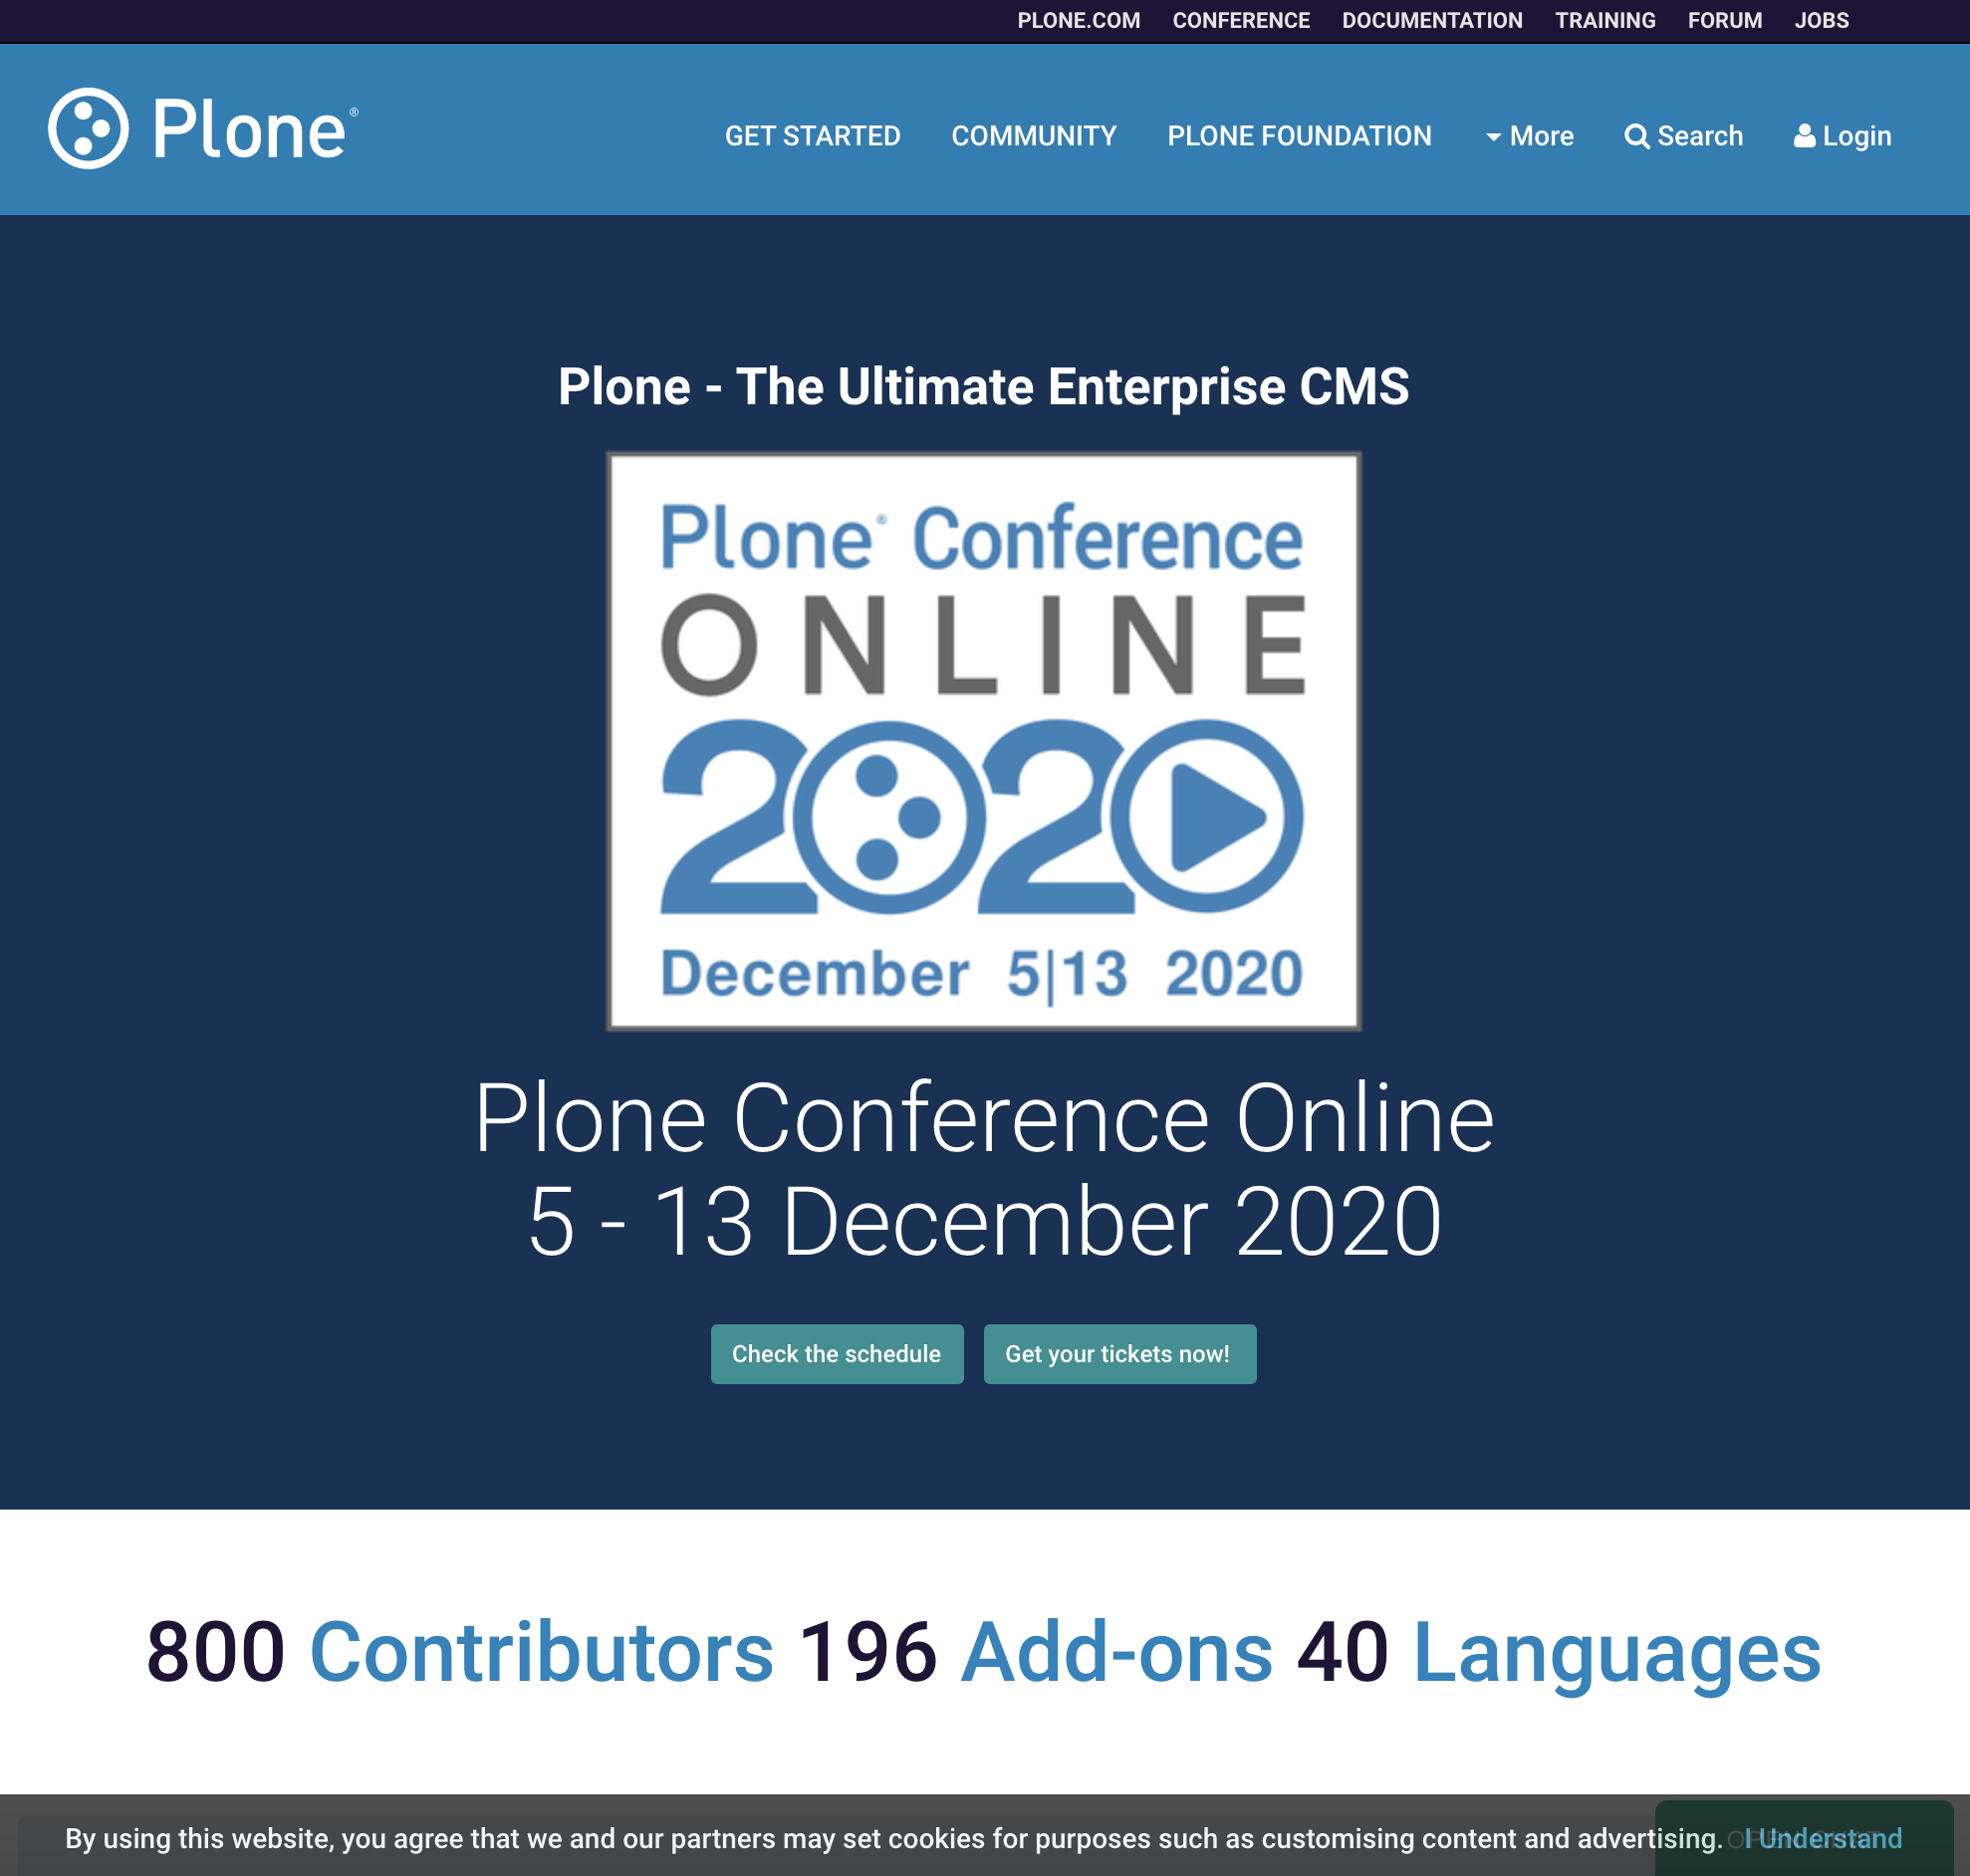 PLONE.COM CONFERENCE DOCUMENTATION TRAINING FORUM JOBS
Plone®
GET STARTED COMMUNITY PLONE FOUNDATION More Search Login
Plone - The Ultimate Enterprise CMS
Plone® Conference
ONLINE
2020
December 5|13 2020
Plone Conference Online
5 - 13 December 2020
Check the schedule Get your tickets now!
800 Contributors 196 Add-ons 40 Languages
By using this website, you agree that we and our partners may set cookies for purposes such as customising content and advertising. I Understand